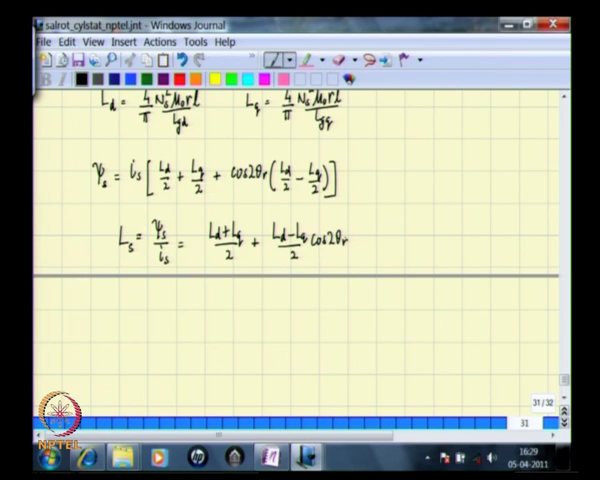 salrot_cylstat_nptel.jnt - Windows Journal
File Edit View Insert Actions Tools Help
L_d = 4/π N_s² μ₀rl/l_gd L_q = 4/π N_s² μ₀rl/l_gq
ψ_s = i_s [ L_d/2 + L_q/2 + cos2θ_r ( L_d/2 - L_q/2 ) ]
L_s = ψ_s/i_s = L_d+L_q/2 + L_d-L_q/2 cos2θ_r
31 / 32
31
NPTEL
16:29
05-04-2011